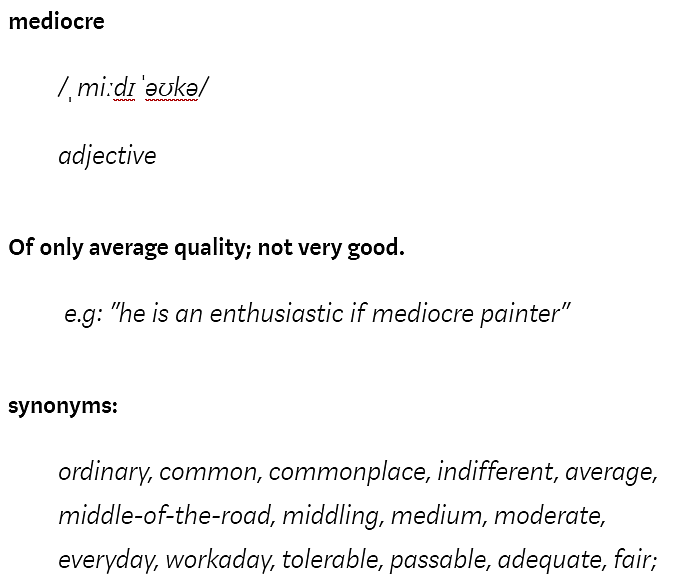 mediocre
/ˌmiːdɪˈəʊkə/
adjective
Of only average quality; not very good.
e.g: ”he is an enthusiastic if mediocre painter”
synonyms:
ordinary, common, commonplace, indifferent, average,
middle-of-the-road, middling, medium, moderate,
everyday, workaday, tolerable, passable, adequate, fair;